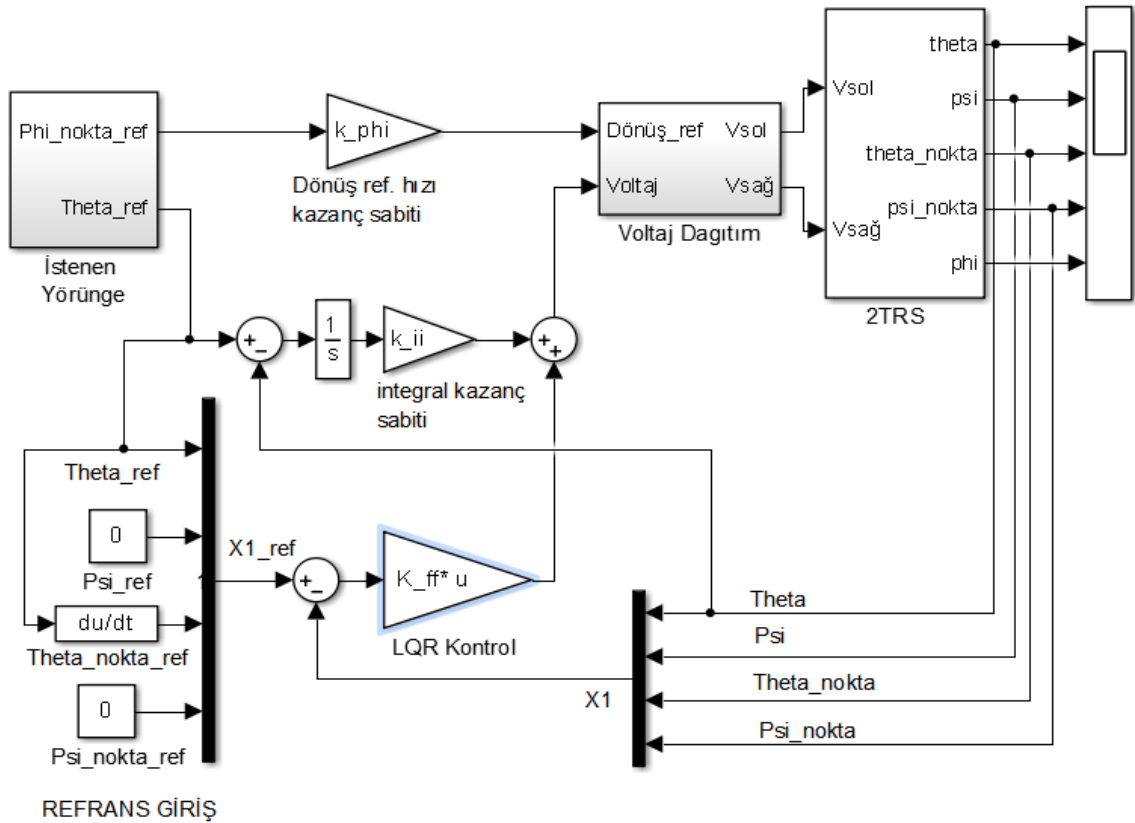 theta
Vsol
psi
Phi_nokta_ref
k_phi
Dönüş_ref
Vsol
theta_nokta
Dönüş ref. hızı
kazanç sabiti
Voltaj
Vsağ
Theta_ref
psi_nokta
Voltaj Dagıtım
Vsağ
İstenen
Yörünge
phi
2TRS
+
-
1
s
k_ii
+
+
integral kazanç
sabiti
Theta_ref
0
X1_ref
Psi_ref
+
-
K_ff* u
du/dt
LQR Kontrol
Theta
Theta_nokta_ref
Psi
Theta_nokta
X1
0
Psi_nokta
Psi_nokta_ref
REFRANS GİRİŞ